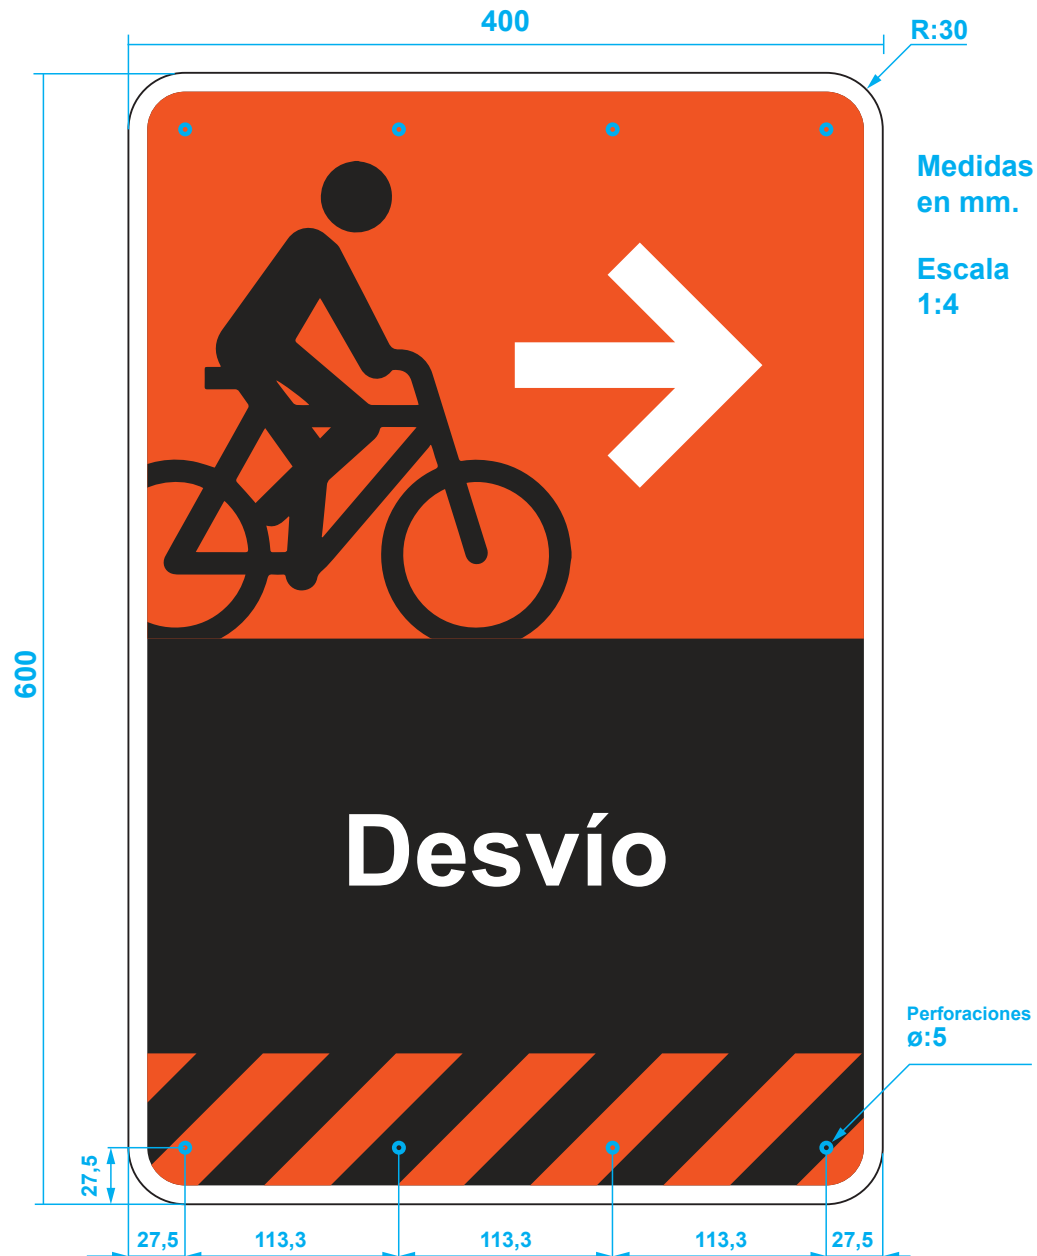 400
R:30
Medidas
en mm.
Escala
1:4
600
Desvío
Perforaciones
ø:5
27,5
27,5
113,3
113,3
113,3
27,5